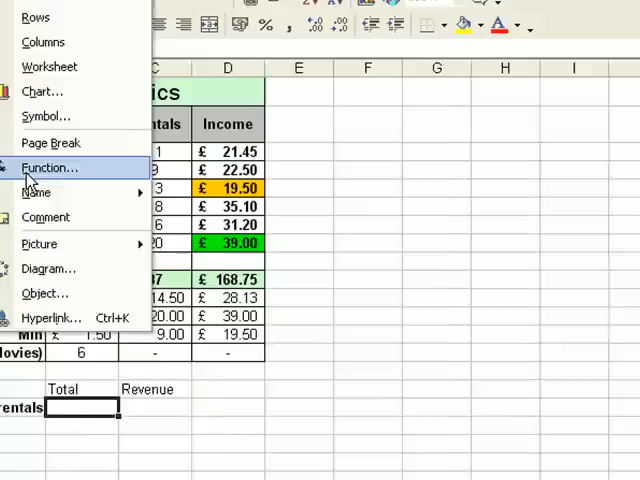 Rows
Columns
Worksheet
Chart...
Symbol...
Page Break
Function...
Name
Comment
Picture
Diagram...
Object...
Hyperlink... Ctrl+K
C D E F G H I
ics
ntals Income
1 £ 21.45
9 £ 22.50
3 £ 19.50
8 £ 35.10
6 £ 31.20
20 £ 39.00
97 £ 168.75
14.50 £ 28.13
20.00 £ 39.00
Min £ 1.50 9.00 £ 19.50
ovies) 6 - -
Total Revenue
rentals